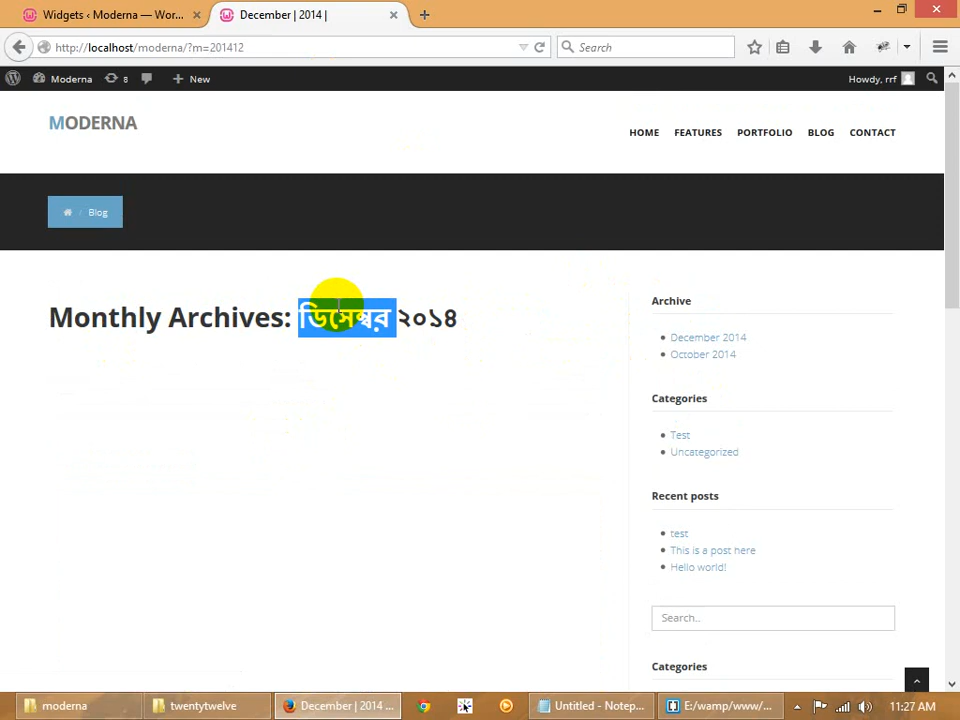 Widgets ‹ Moderna — Wor...
December | 2014 |
http://localhost/moderna/?m=201412
Search
Moderna
8
New
Howdy, rrf
MODERNA
HOME FEATURES PORTFOLIO BLOG CONTACT
/ Blog
Monthly Archives: ডিসেম্বর ২০১৪
Archive
December 2014
October 2014
Categories
Test
Uncategorized
Recent posts
test
This is a post here
Hello world!
Search..
Categories
moderna
twentytwelve
December | 2014 ...
Untitled - Notep...
E:/wamp/www/...
11:27 AM